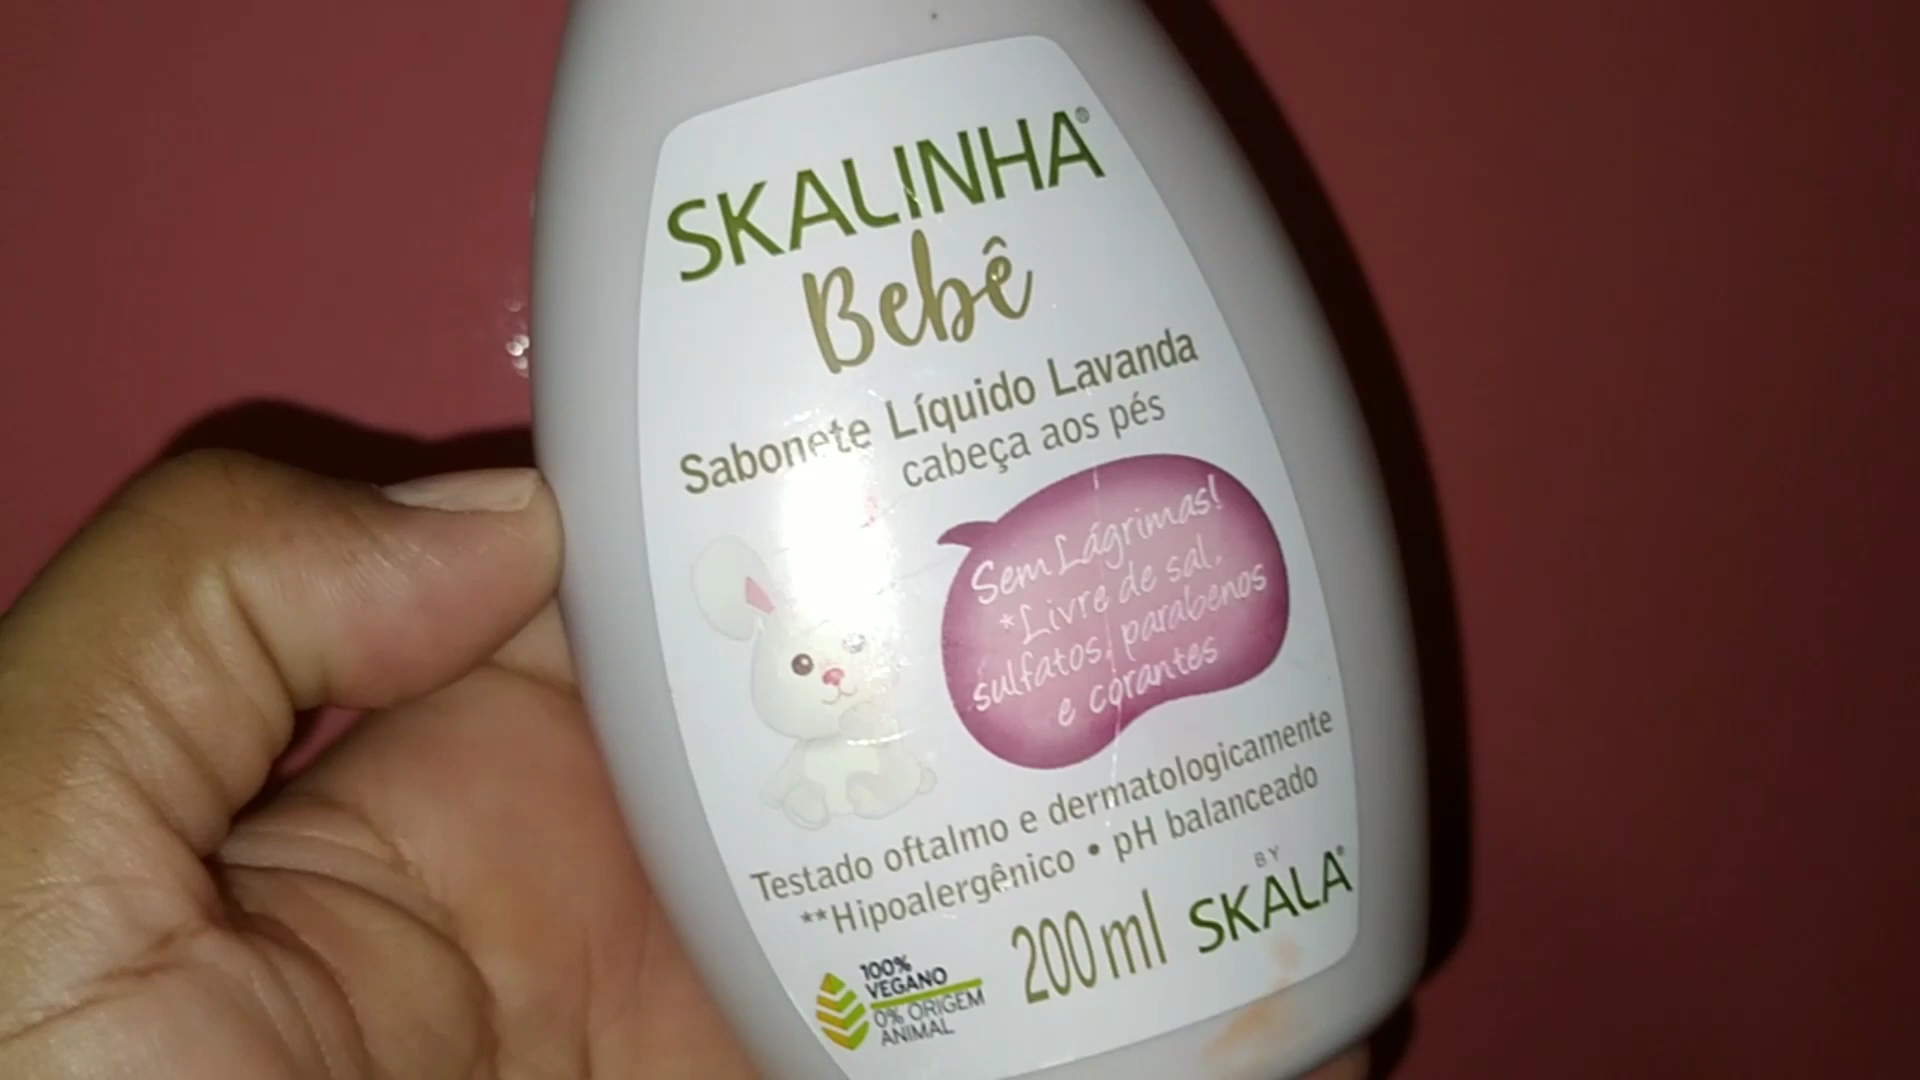 SKALINHA®
Bebê
Sabonete Líquido Lavanda
cabeça aos pés
Sem Lágrimas!
*Livre de sal,
sulfatos, parabenos
e corantes
Testado oftalmo e dermatologicamente
**Hipoalergênico • pH balanceado
100%
VEGANO
0% ORIGEM
ANIMAL
200ml
BY
SKALA®